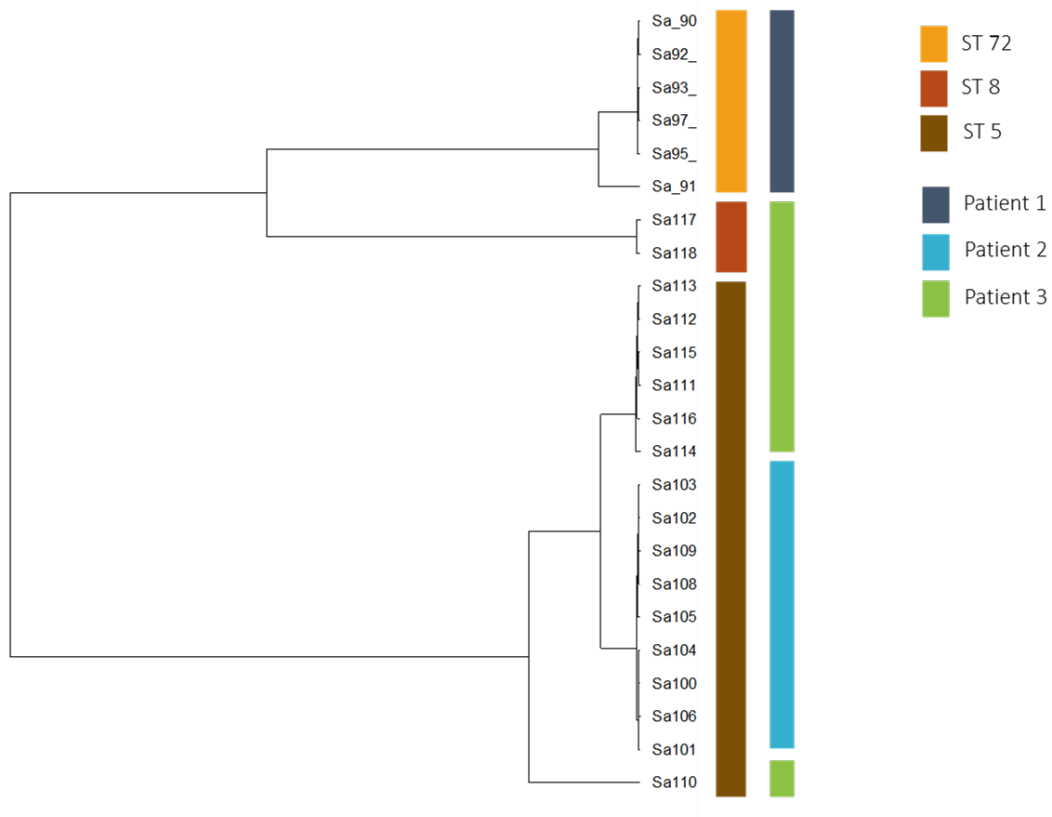 Sa_90
Sa92_
Sa93_
Sa97_
Sa95_
Sa_91
Sa117
Sa118
Sa113
Sa112
Sa115
Sa111
Sa116
Sa114
Sa103
Sa102
Sa109
Sa108
Sa105
Sa104
Sa100
Sa106
Sa101
Sa110
ST 72
ST 8
ST 5
Patient 1
Patient 2
Patient 3